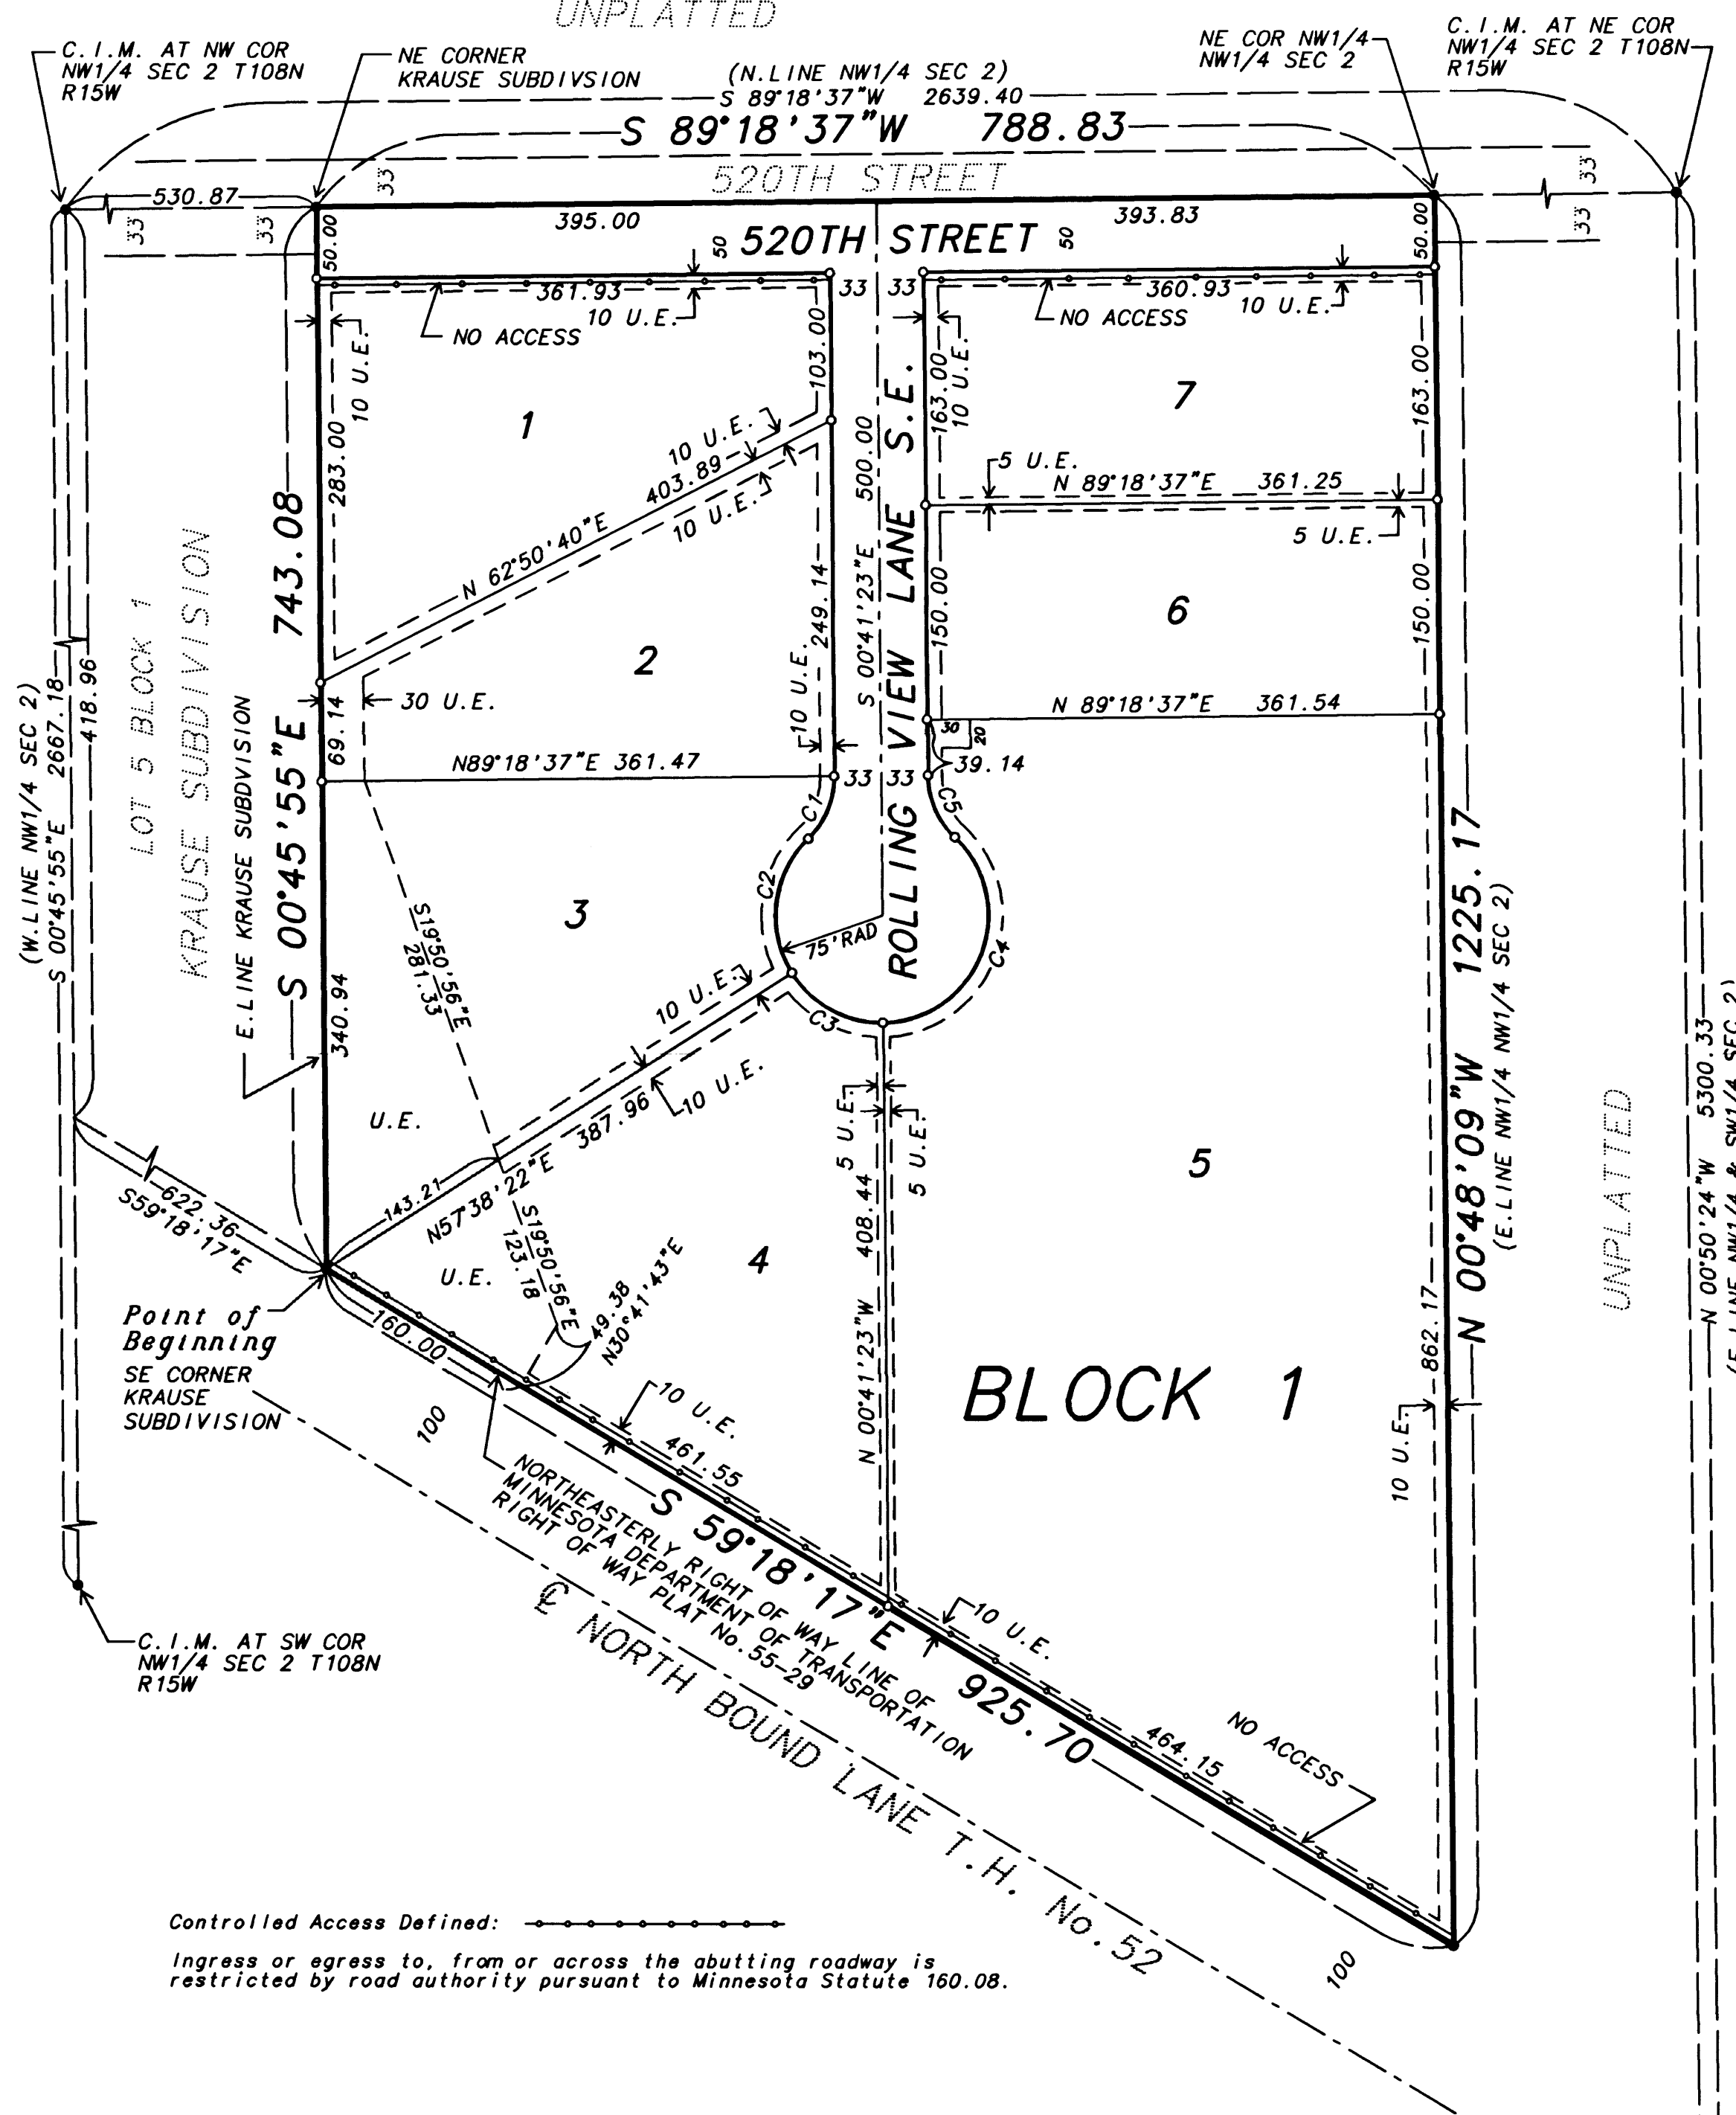 UNPLATTED
C.I.M. AT NW COR
NW1/4 SEC 2 T108N
R15W
NE CORNER
KRAUSE SUBDIVSION
(N.LINE NW1/4 SEC 2)
S 89°18'37"W 2639.40
S 89°18'37"W 788.83
NE COR NW1/4
NW1/4 SEC 2
C.I.M. AT NE COR
NW1/4 SEC 2 T108N
R15W
520TH STREET
530.87
33
33
33
33
33
50.00
395.00
393.83
50.00
50
520TH STREET
50
361.93
10 U.E.
NO ACCESS
33 33
360.93
10 U.E.
NO ACCESS
10 U.E.
283.00
1
103.00
10 U.E.
403.89
N 62°50'40"E
10 U.E.
163.00
10 U.E.
7
163.00
5 U.E.
N 89°18'37"E 361.25
5 U.E.
500.00
S 00°41'23"E
ROLLING VIEW LANE S.E.
249.14
10 U.E.
2
30 U.E.
69.14
150.00
6
150.00
N 89°18'37"E 361.54
30
20
39.14
N89°18'37"E 361.47
33 33
C1
C2
C3
C4
C5
75'RAD
3
S19°50'56"E
281.33
340.94
10 U.E.
10 U.E.
387.96
N57°38'22"E
143.21
U.E.
U.E.
S19°50'56"E
123.18
49.38
N30°41'43"E
4
5 U.E.
5 U.E.
408.44
N 00°41'23"W
5
BLOCK 1
862.17
10 U.E.
N 00°48'09"W 1225.17
(E.LINE NW1/4 NW1/4 SEC 2)
UNPLATTED
N 00°50'24"W 5300.33
(E.LINE NW1/4 & SW1/4 SEC 2)
(W.LINE NW1/4 SEC 2)
S 00°45'55"E 2667.18
418.96
LOT 5 BLOCK 1
KRAUSE SUBDIVISION
E.LINE KRAUSE SUBDIVISION
S 00°45'55"E 743.08
622.36
S59°18'17"E
Point of
Beginning
SE CORNER
KRAUSE
SUBDIVISION
160.00
100
10 U.E.
461.55
S 59°18'17"E 925.70
NORTHEASTERLY RIGHT OF WAY LINE OF
MINNESOTA DEPARTMENT OF TRANSPORTATION
RIGHT OF WAY PLAT No.55-29
10 U.E.
464.15
NO ACCESS
℄ NORTH BOUND LANE T.H. No.52
100
C.I.M. AT SW COR
NW1/4 SEC 2 T108N
R15W
Controlled Access Defined:
Ingress or egress to, from or across the abutting roadway is
restricted by road authority pursuant to Minnesota Statute 160.08.